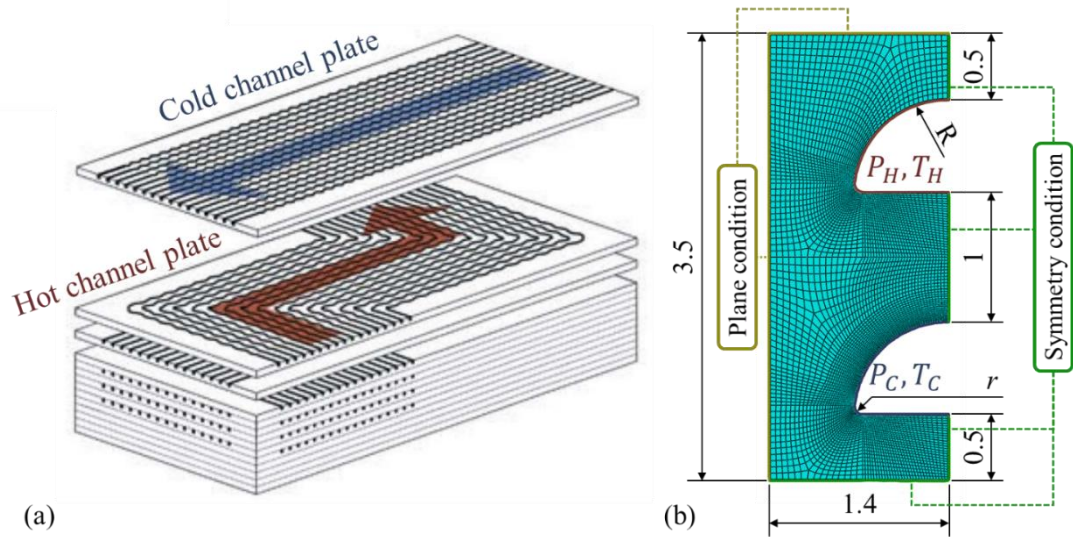 Cold channel plate
Hot channel plate
(a)
3.5
Plane condition
0.5
R
P_H, T_H
1
Symmetry condition
P_C, T_C
r
0.5
1.4
(b)